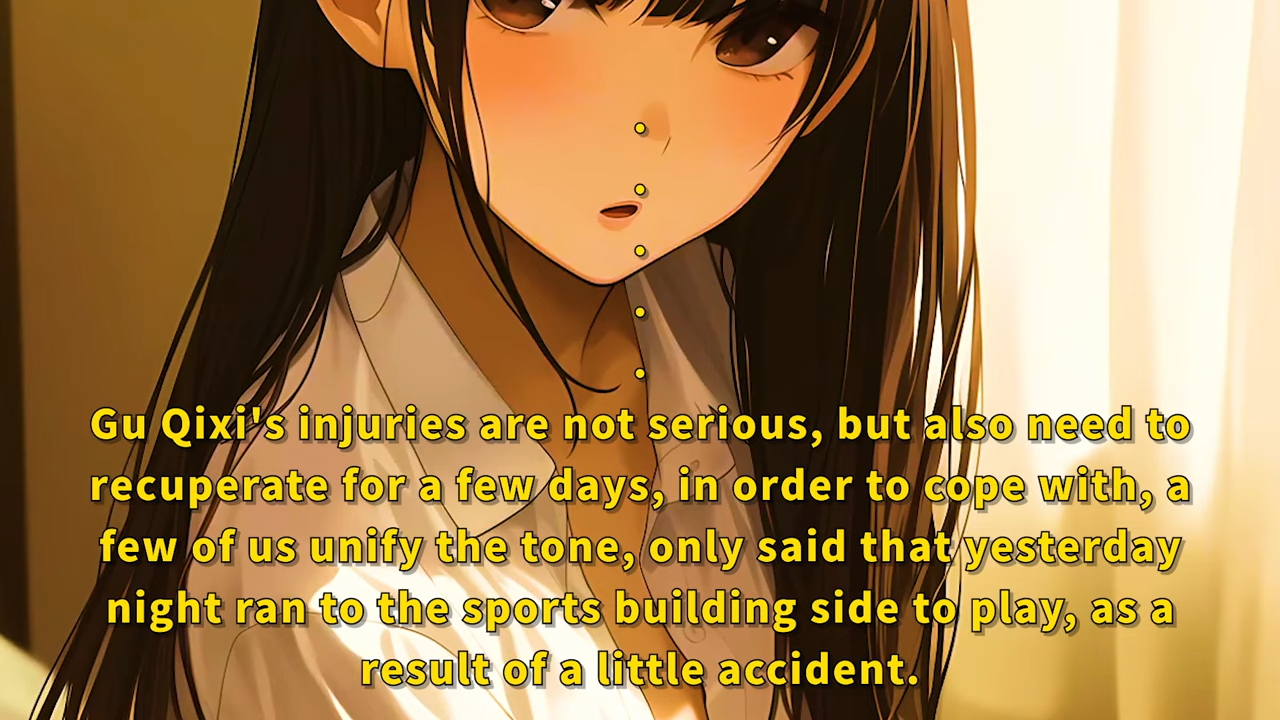 ·
·
·
·
·
Gu Qixi's injuries are not serious, but also need to
recuperate for a few days, in order to cope with, a
few of us unify the tone, only said that yesterday
night ran to the sports building side to play, as a
result of a little accident.